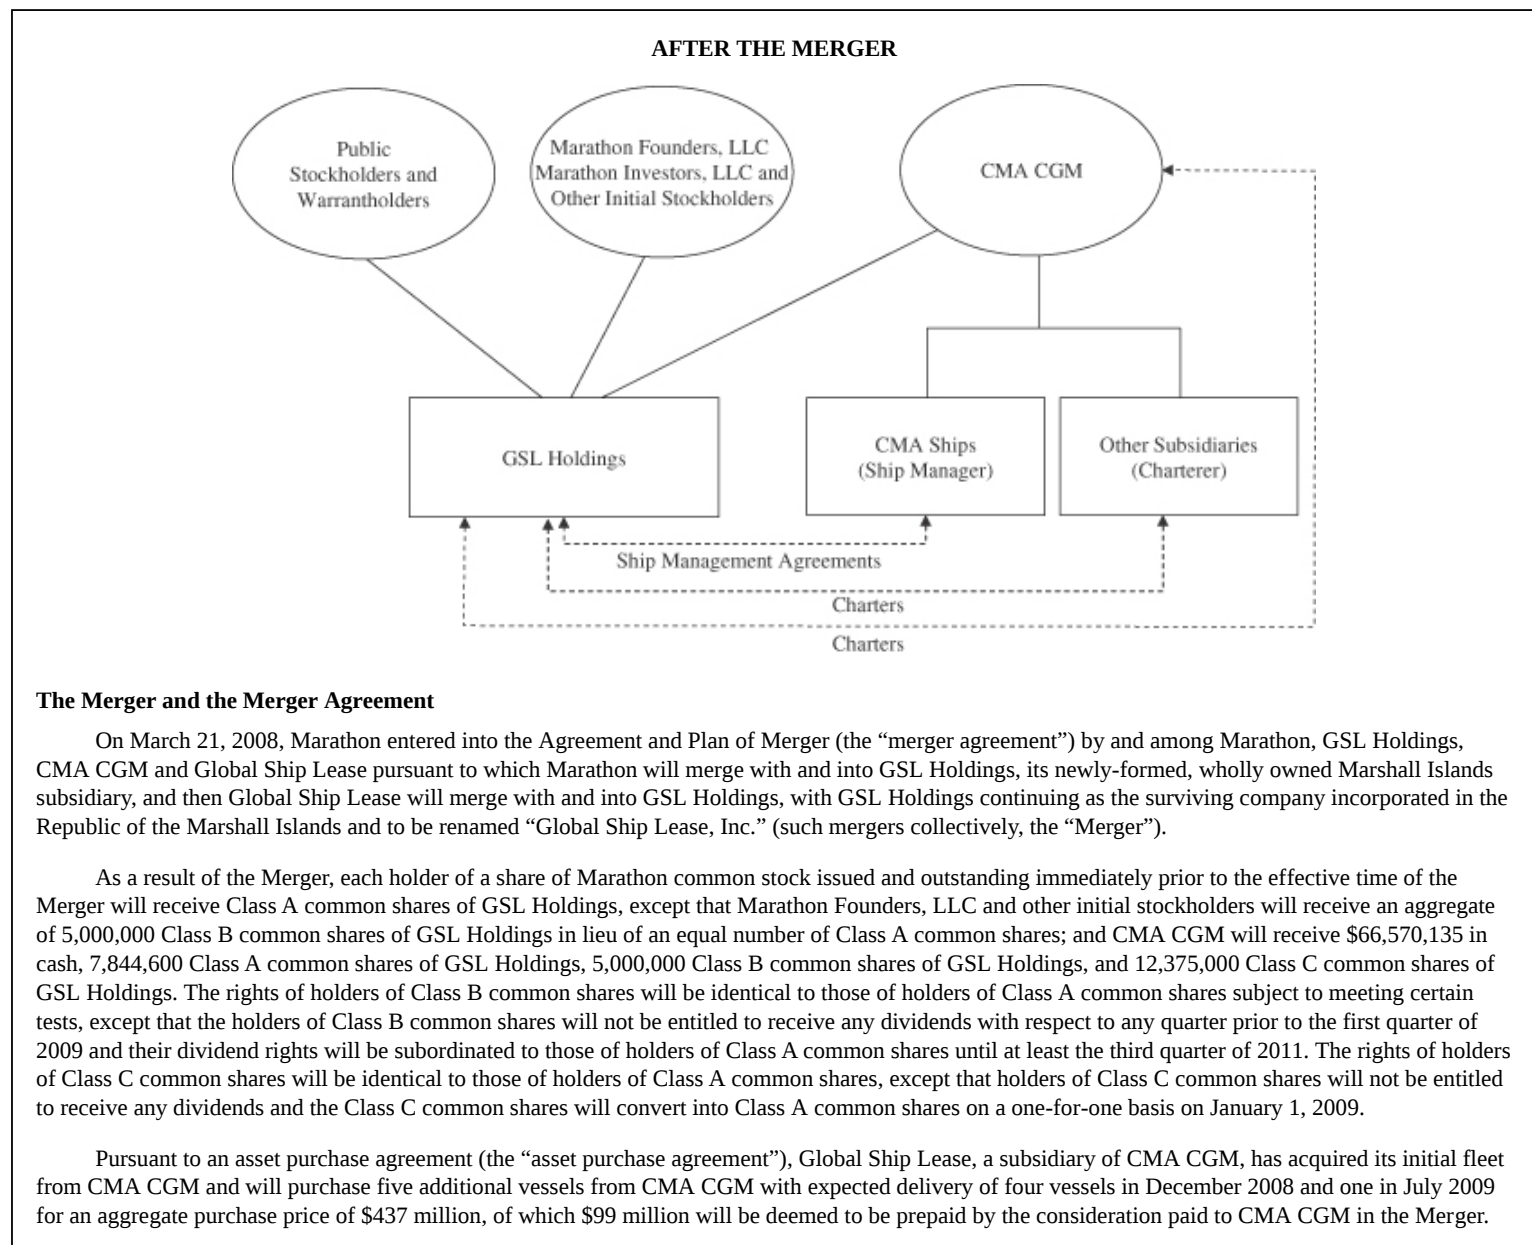 AFTER THE MERGER
Public
Stockholders and
Warrantholders
Marathon Founders, LLC
Marathon Investors, LLC and
Other Initial Stockholders
CMA CGM
GSL Holdings
CMA Ships
(Ship Manager)
Other Subsidiaries
(Charterer)
Ship Management Agreements
Charters
Charters
The Merger and the Merger Agreement
On March 21, 2008, Marathon entered into the Agreement and Plan of Merger (the “merger agreement”) by and among Marathon, GSL Holdings,
CMA CGM and Global Ship Lease pursuant to which Marathon will merge with and into GSL Holdings, its newly-formed, wholly owned Marshall Islands
subsidiary, and then Global Ship Lease will merge with and into GSL Holdings, with GSL Holdings continuing as the surviving company incorporated in the
Republic of the Marshall Islands and to be renamed “Global Ship Lease, Inc.” (such mergers collectively, the “Merger”).
As a result of the Merger, each holder of a share of Marathon common stock issued and outstanding immediately prior to the effective time of the
Merger will receive Class A common shares of GSL Holdings, except that Marathon Founders, LLC and other initial stockholders will receive an aggregate
of 5,000,000 Class B common shares of GSL Holdings in lieu of an equal number of Class A common shares; and CMA CGM will receive $66,570,135 in
cash, 7,844,600 Class A common shares of GSL Holdings, 5,000,000 Class B common shares of GSL Holdings, and 12,375,000 Class C common shares of
GSL Holdings. The rights of holders of Class B common shares will be identical to those of holders of Class A common shares subject to meeting certain
tests, except that the holders of Class B common shares will not be entitled to receive any dividends with respect to any quarter prior to the first quarter of
2009 and their dividend rights will be subordinated to those of holders of Class A common shares until at least the third quarter of 2011. The rights of holders
of Class C common shares will be identical to those of holders of Class A common shares, except that holders of Class C common shares will not be entitled
to receive any dividends and the Class C common shares will convert into Class A common shares on a one-for-one basis on January 1, 2009.
Pursuant to an asset purchase agreement (the “asset purchase agreement”), Global Ship Lease, a subsidiary of CMA CGM, has acquired its initial fleet
from CMA CGM and will purchase five additional vessels from CMA CGM with expected delivery of four vessels in December 2008 and one in July 2009
for an aggregate purchase price of $437 million, of which $99 million will be deemed to be prepaid by the consideration paid to CMA CGM in the Merger.